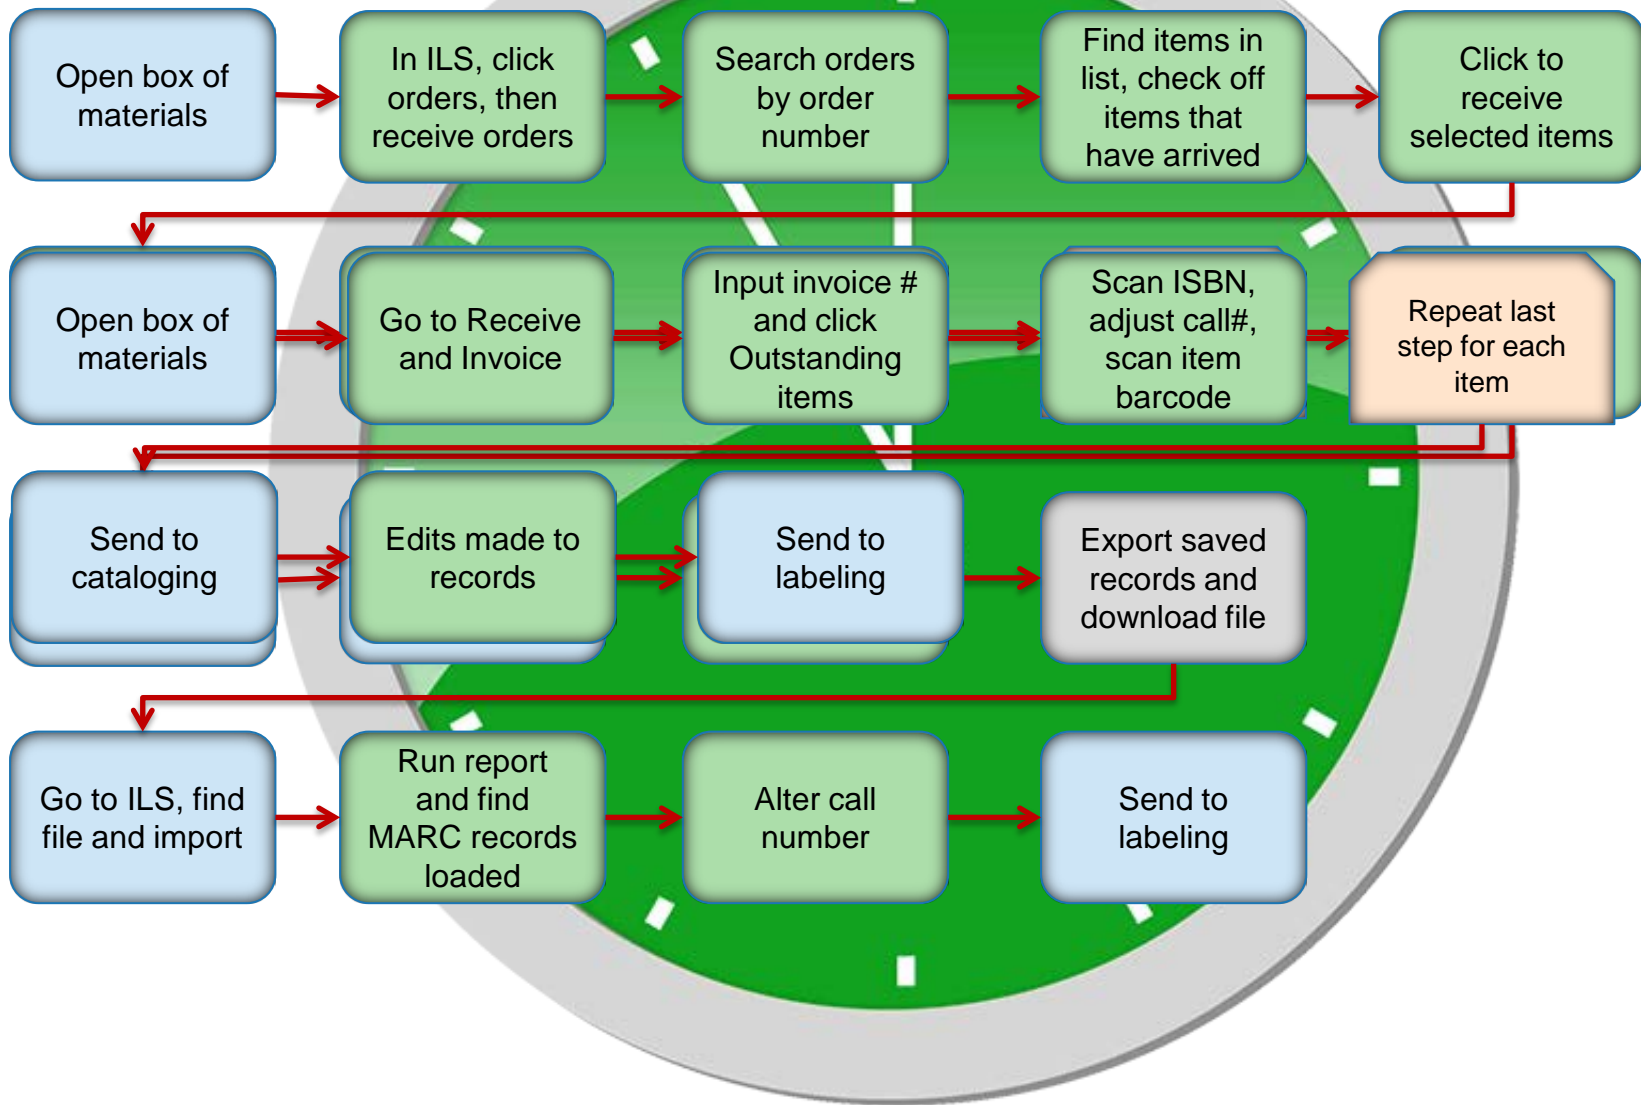 Open box of
materials
In ILS, click
orders, then
receive orders
Search orders
by order
number
Find items in
list, check off
items that
have arrived
Click to
receive
selected items
Open box of
materials
Go to Receive
and Invoice
Input invoice #
and click
Outstanding
items
Scan ISBN,
adjust call#,
scan item
barcode
Repeat last
step for each
item
Send to
cataloging
Edits made to
records
Send to
labeling
Export saved
records and
download file
Go to ILS, find
file and import
Run report
and find
MARC records
loaded
Alter call
number
Send to
labeling